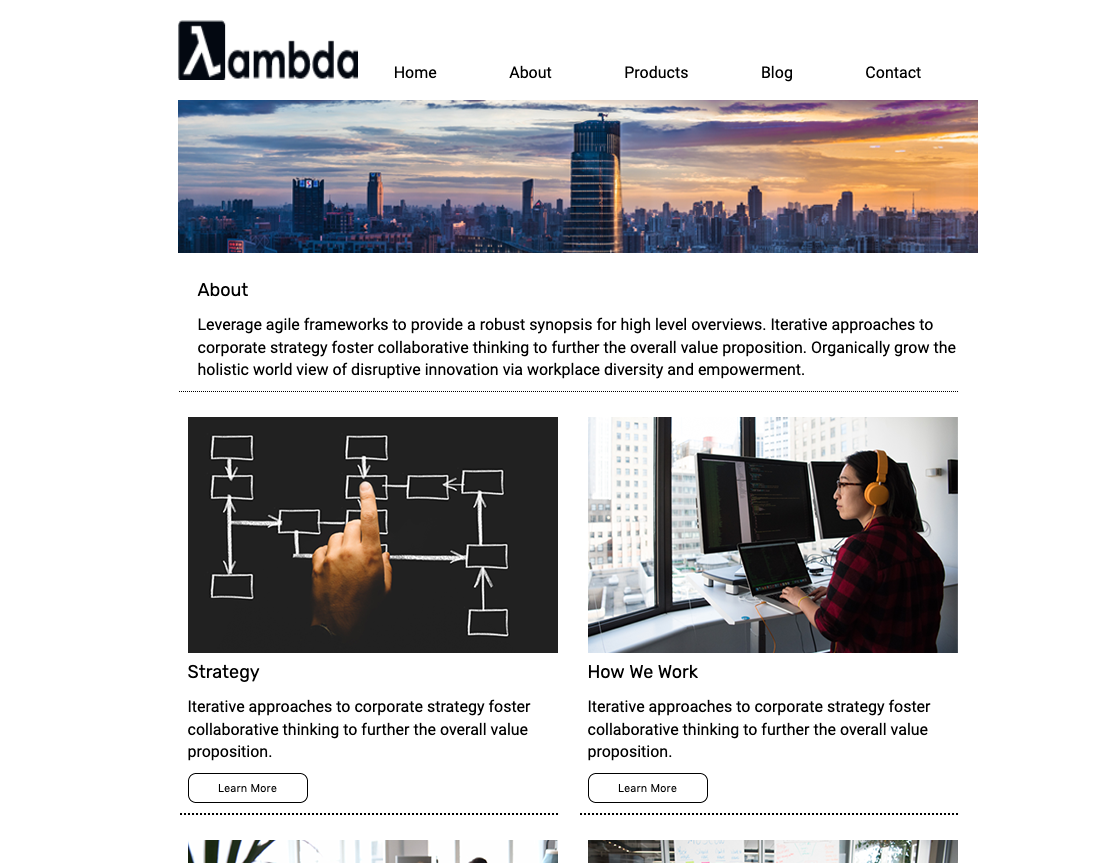 λambda
Home About Products Blog Contact
About
Leverage agile frameworks to provide a robust synopsis for high level overviews. Iterative approaches to
corporate strategy foster collaborative thinking to further the overall value proposition. Organically grow the
holistic world view of disruptive innovation via workplace diversity and empowerment.
Strategy
Iterative approaches to corporate strategy foster
collaborative thinking to further the overall value
proposition.
Learn More
How We Work
Iterative approaches to corporate strategy foster
collaborative thinking to further the overall value
proposition.
Learn More